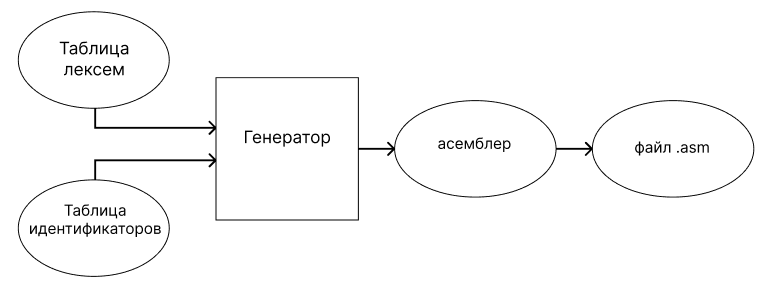 Таблица
лексем
Генератор
асемблер
файл .asm
Таблица
идентификаторов